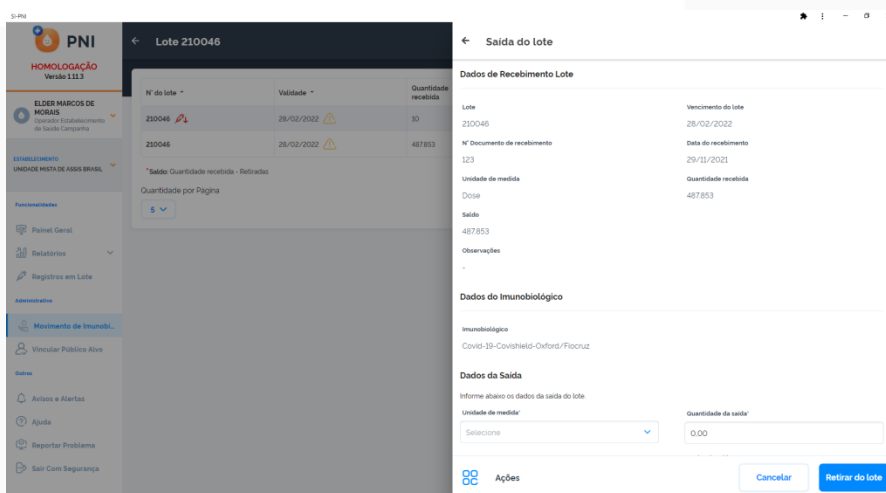 SI-PNI
PNI
HOMOLOGAÇÃO
Versão 1.11.3
ELDER MARCOS DE MORAIS
Operador Estabelecimento de Saúde Campanha
ESTABELECIMENTO
UNIDADE MISTA DE ASSIS BRASIL
Funcionalidades
Painel Geral
Relatórios
Registros em Lote
Administrativo
Movimento de Imunobi...
Vincular Público Alvo
Outros
Avisos e Alertas
Ajuda
Reportar Problema
Sair Com Segurança
Lote 210046
N° do lote Validade Quantidade recebida
210046 28/02/2022 10
210046 28/02/2022 487.853
*Saldo: Quantidade recebida - Retiradas
Quantidade por Página
5
Saída do lote
Dados de Recebimento Lote
Lote Vencimento do lote
210046 28/02/2022
N° Documento de recebimento Data do recebimento
123 29/11/2021
Unidade de medida Quantidade recebida
Dose 487.853
Saldo
487.853
Observações
-
Dados do Imunobiológico
Imunobiológico
Covid-19-Covishield-Oxford/Fiocruz
Dados da Saída
Informe abaixo os dados da saída do lote.
Unidade de medida* Quantidade da saída*
Selecione 0,00
Ações Cancelar Retirar do lote